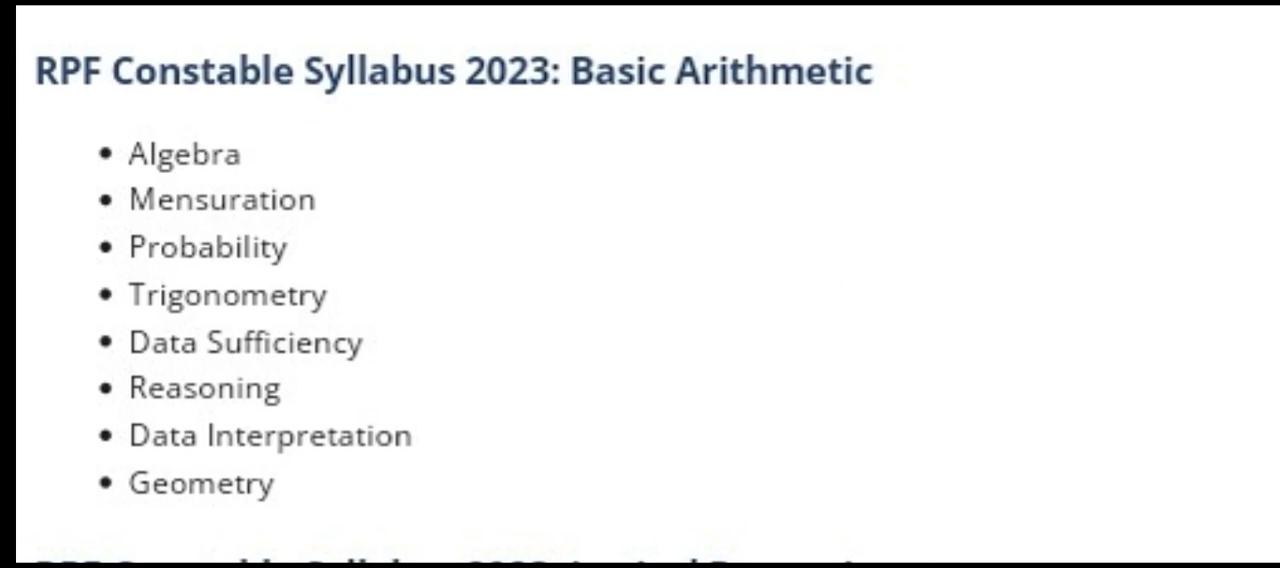 RPF Constable Syllabus 2023: Basic Arithmetic
Algebra
Mensuration
Probability
Trigonometry
Data Sufficiency
Reasoning
Data Interpretation
Geometry